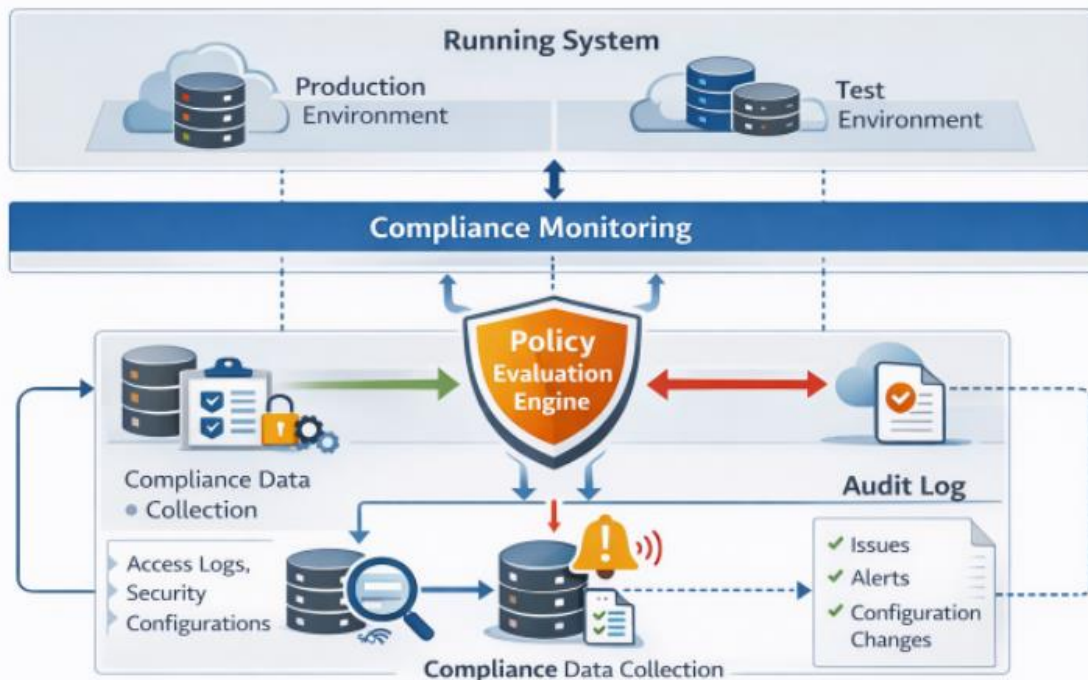 Running System
Production
Environment
Test
Environment
Compliance Monitoring
Policy
Evaluation
Engine
Compliance Data
• Collection
Audit Log
Access Logs,
Security
Configurations
✓ Issues
✓ Alerts
✓ Configuration
Changes
Compliance Data Collection